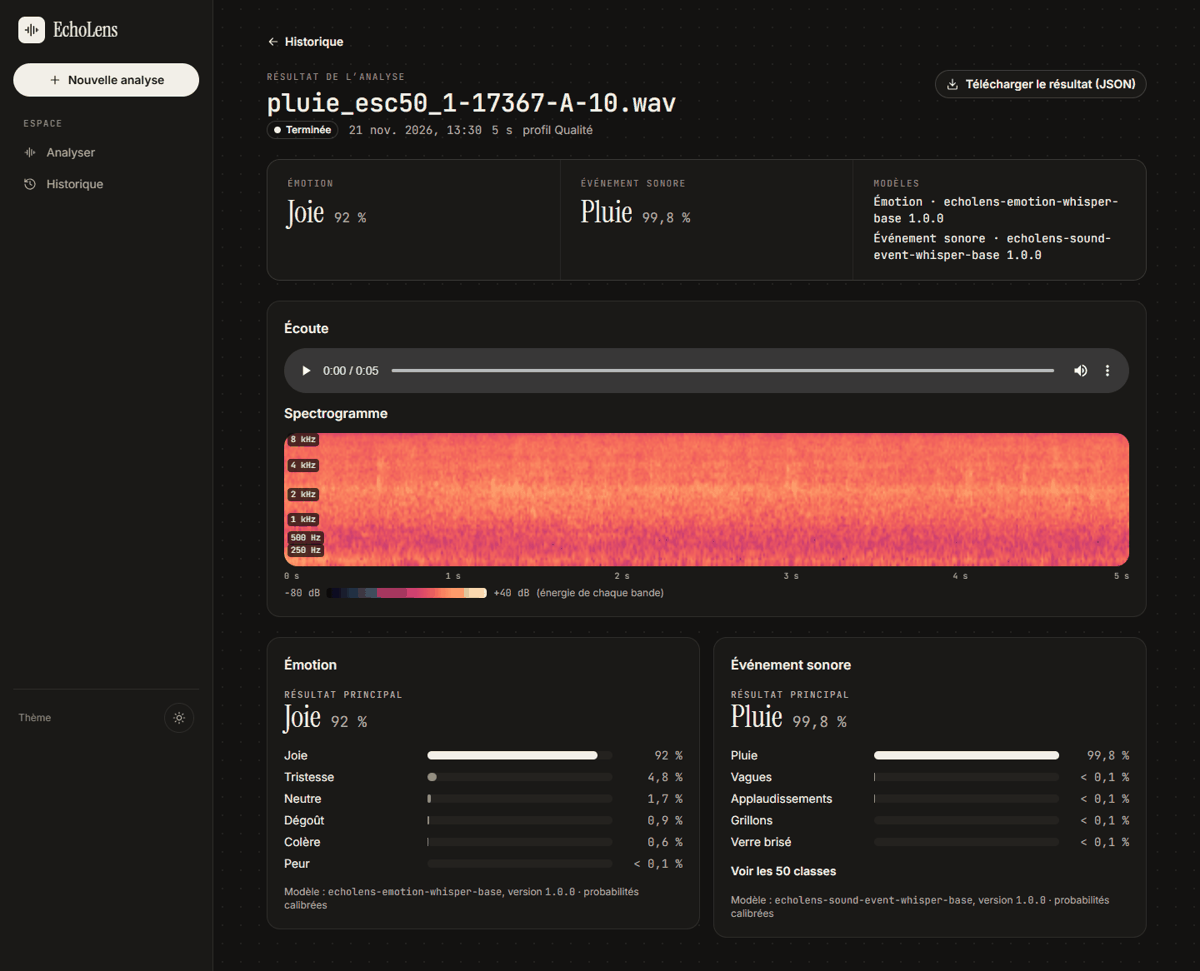 EchoLens
Nouvelle analyse
ESPACE
Analyser
Historique
Thème
← Historique
RÉSULTAT DE L'ANALYSE
pluie_esc50_1-17367-A-10.wav
Terminée 21 nov. 2026, 13:30 5 s profil Qualité
Télécharger le résultat (JSON)
ÉMOTION
Joie 92 %
ÉVÉNEMENT SONORE
Pluie 99,8 %
MODÈLES
Émotion · echolens-emotion-whisper-
base 1.0.0
Événement sonore · echolens-sound-
event-whisper-base 1.0.0
Écoute
0:00 / 0:05
Spectrogramme
8 kHz
4 kHz
2 kHz
1 kHz
500 Hz
250 Hz
0 s 1 s 2 s 3 s 4 s 5 s
-80 dB +40 dB (énergie de chaque bande)
Émotion
RÉSULTAT PRINCIPAL
Joie 92 %
Joie 92 %
Tristesse 4,8 %
Neutre 1,7 %
Dégoût 0,9 %
Colère 0,6 %
Peur < 0,1 %
Modèle : echolens-emotion-whisper-base, version 1.0.0 · probabilités
calibrées
Événement sonore
RÉSULTAT PRINCIPAL
Pluie 99,8 %
Pluie 99,8 %
Vagues < 0,1 %
Applaudissements < 0,1 %
Grillons < 0,1 %
Verre brisé < 0,1 %
Voir les 50 classes
Modèle : echolens-sound-event-whisper-base, version 1.0.0 · probabilités
calibrées